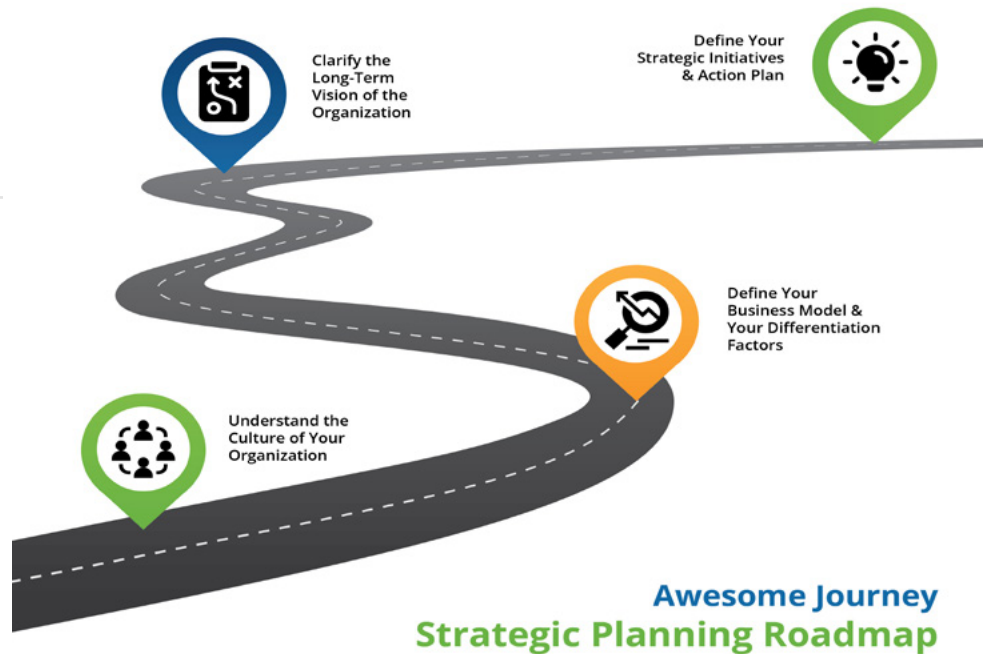 Clarify the
Long-Term
Vision of the
Organization
Define Your
Strategic Initiatives
& Action Plan
Define Your
Business Model &
Your Differentiation
Factors
Understand the
Culture of Your
Organization
Awesome Journey
Strategic Planning Roadmap